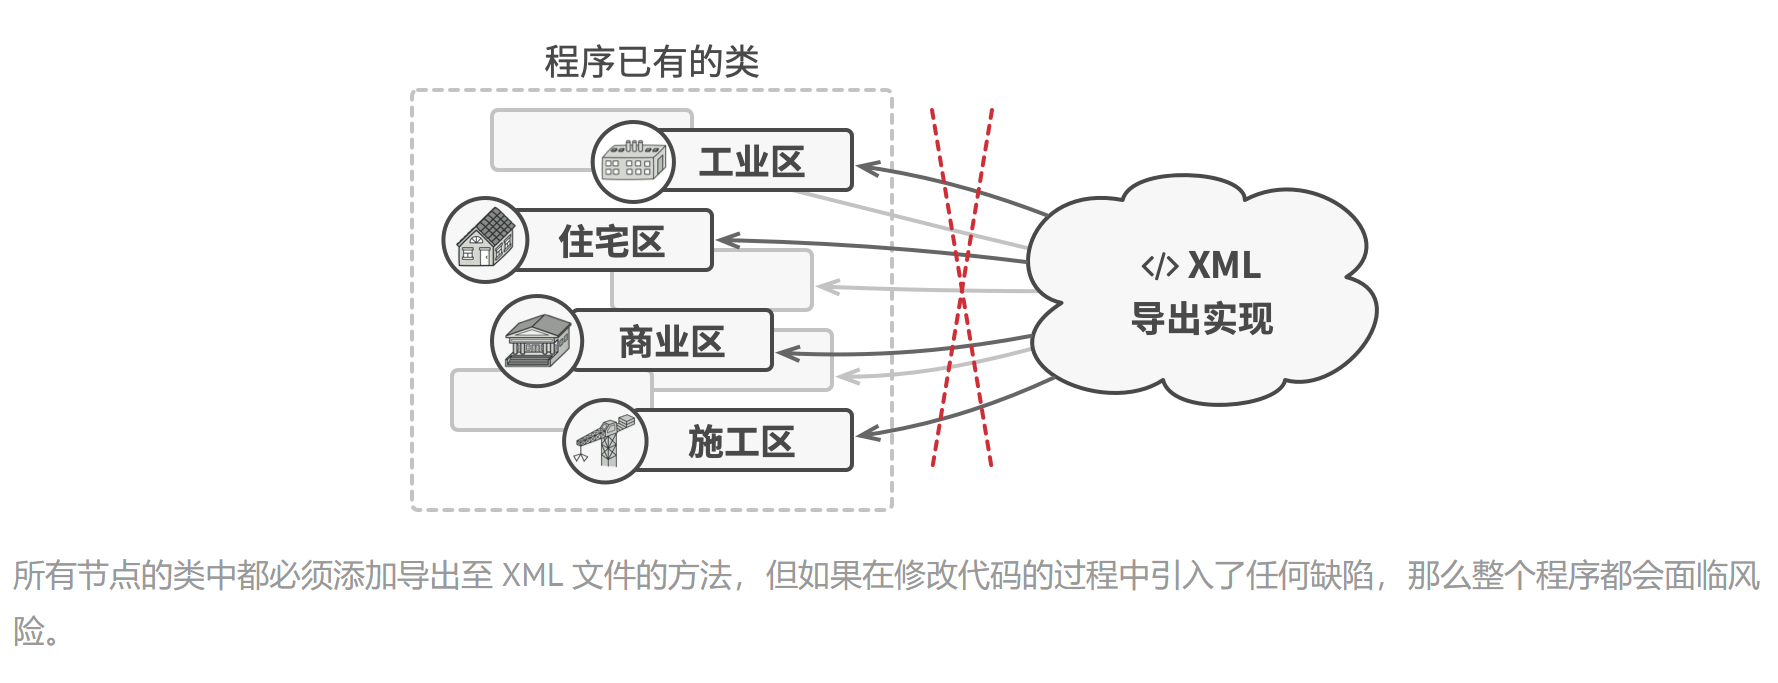 程序已有的类
工业区
住宅区
商业区
施工区
</> XML
导出实现
所有节点的类中都必须添加导出至 XML 文件的方法，但如果在修改代码的过程中引入了任何缺陷，那么整个程序都会面临风
险。